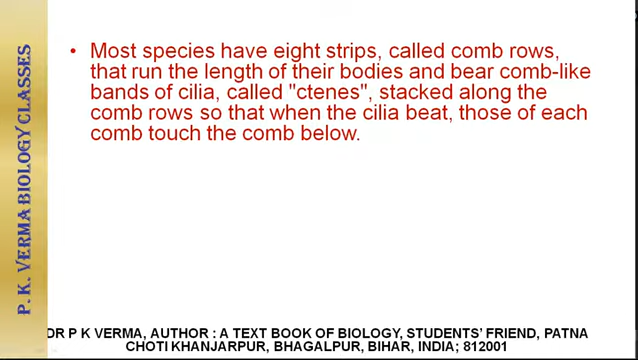 P. K. VERMA BIOLOGY CLASSES
• Most species have eight strips, called comb rows,
that run the length of their bodies and bear comb-like
bands of cilia, called "ctenes", stacked along the
comb rows so that when the cilia beat, those of each
comb touch the comb below.
DR P K VERMA, AUTHOR : A TEXT BOOK OF BIOLOGY, STUDENTS' FRIEND, PATNA
CHOTI KHANJARPUR, BHAGALPUR, BIHAR, INDIA; 812001